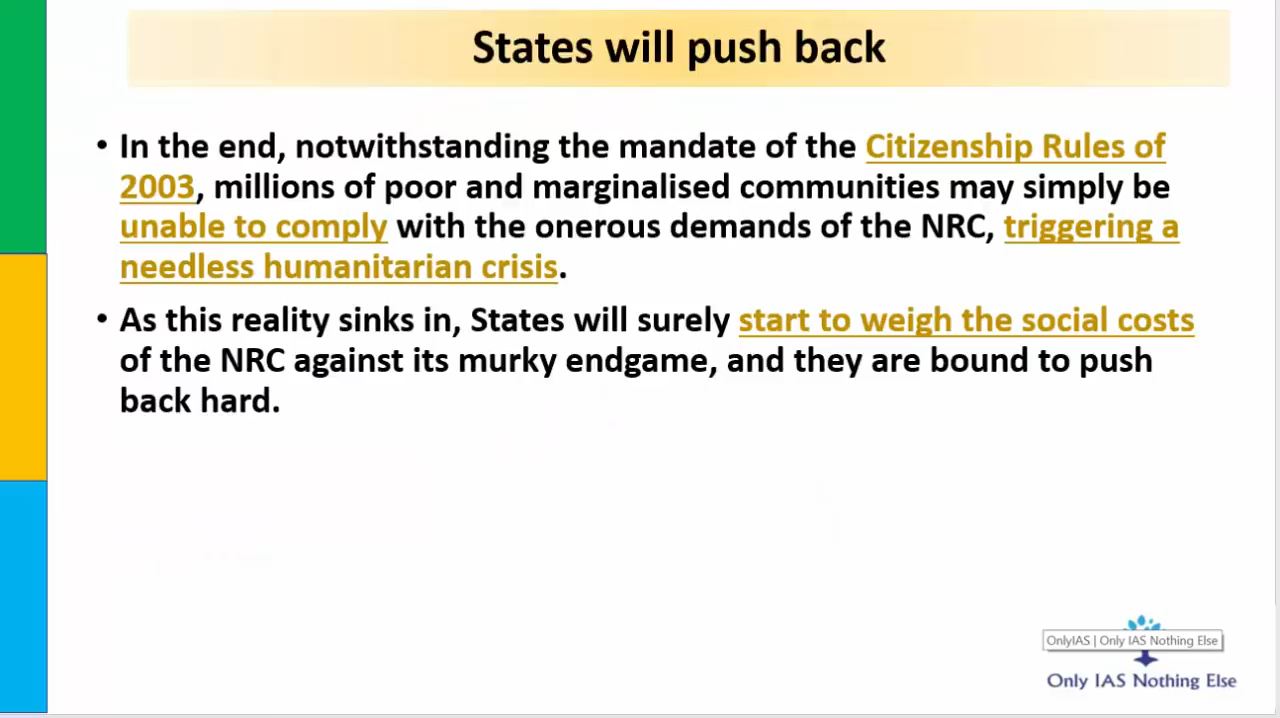 States will push back
• In the end, notwithstanding the mandate of the Citizenship Rules of
2003, millions of poor and marginalised communities may simply be
unable to comply with the onerous demands of the NRC, triggering a
needless humanitarian crisis.
• As this reality sinks in, States will surely start to weigh the social costs
of the NRC against its murky endgame, and they are bound to push
back hard.
OnlyIAS | Only IAS Nothing Else
Only IAS Nothing Else